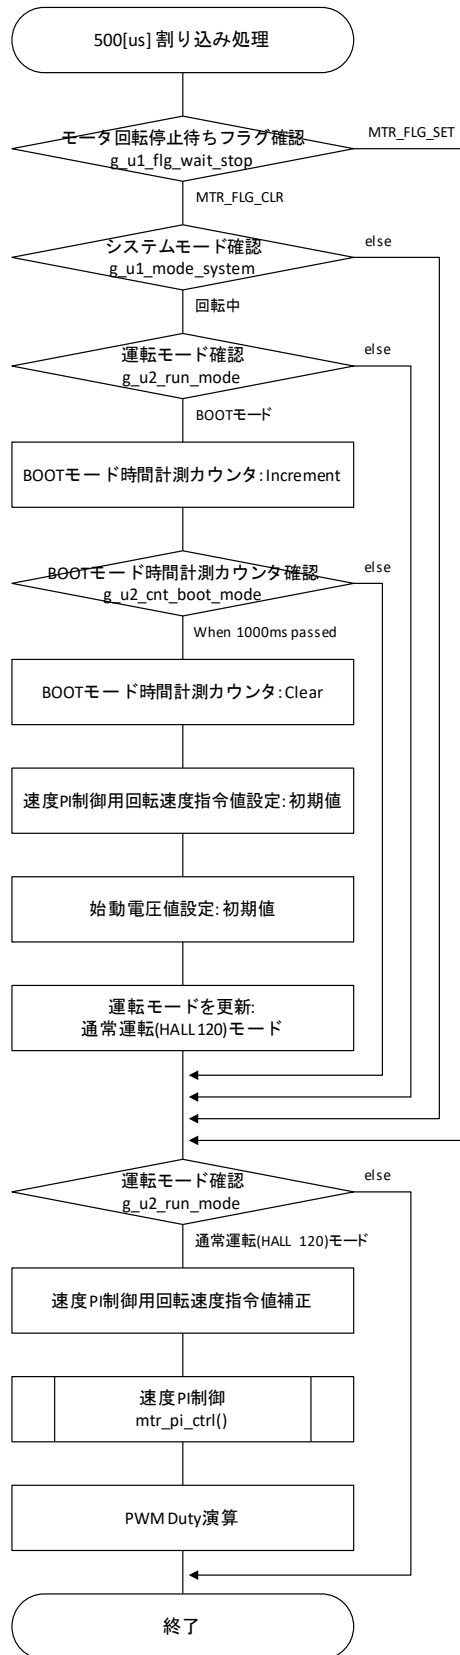 500[us] 割り込み処理
モータ回転停止待ちフラグ確認
g_u1_flg_wait_stop
MTR_FLG_SET
MTR_FLG_CLR
システムモード確認
g_u1_mode_system
else
回転中
運転モード確認
g_u2_run_mode
else
BOOTモード
BOOTモード時間計測カウンタ: Increment
BOOTモード時間計測カウンタ確認
g_u2_cnt_boot_mode
else
When 1000ms passed
BOOTモード時間計測カウンタ: Clear
速度PI制御用回転速度指令値設定: 初期値
始動電圧値設定: 初期値
運転モードを更新:
通常運転(HALL120)モード
運転モード確認
g_u2_run_mode
else
通常運転(HALL 120)モード
速度PI制御用回転速度指令値補正
速度PI制御
mtr_pi_ctrl()
PWM Duty演算
終了